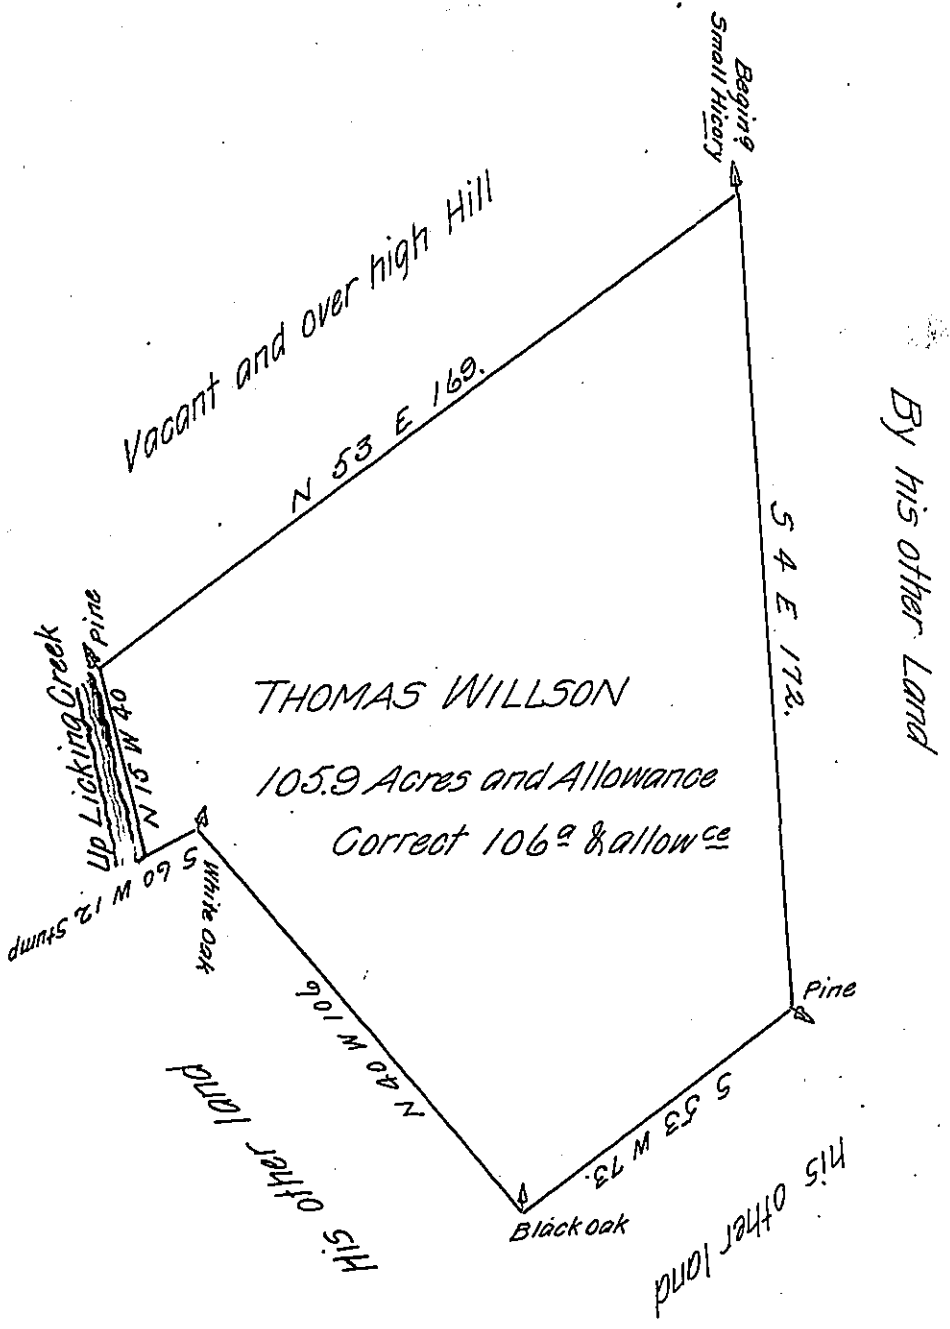 Begin⁹
Small Hicory
Vacant and over high Hill
N 53 E 169.
S 4 E 172.
By his other Land
Pine
Up Licking Creek
N 15 W 40
THOMAS WILLSON
105.9 Acres and Allowance
Correct 106ª & allowce
S 60 W 12 Stump
White Oak
N 40 W 106
Pine
S 53 W 73.
Black oak
His other land
his other land